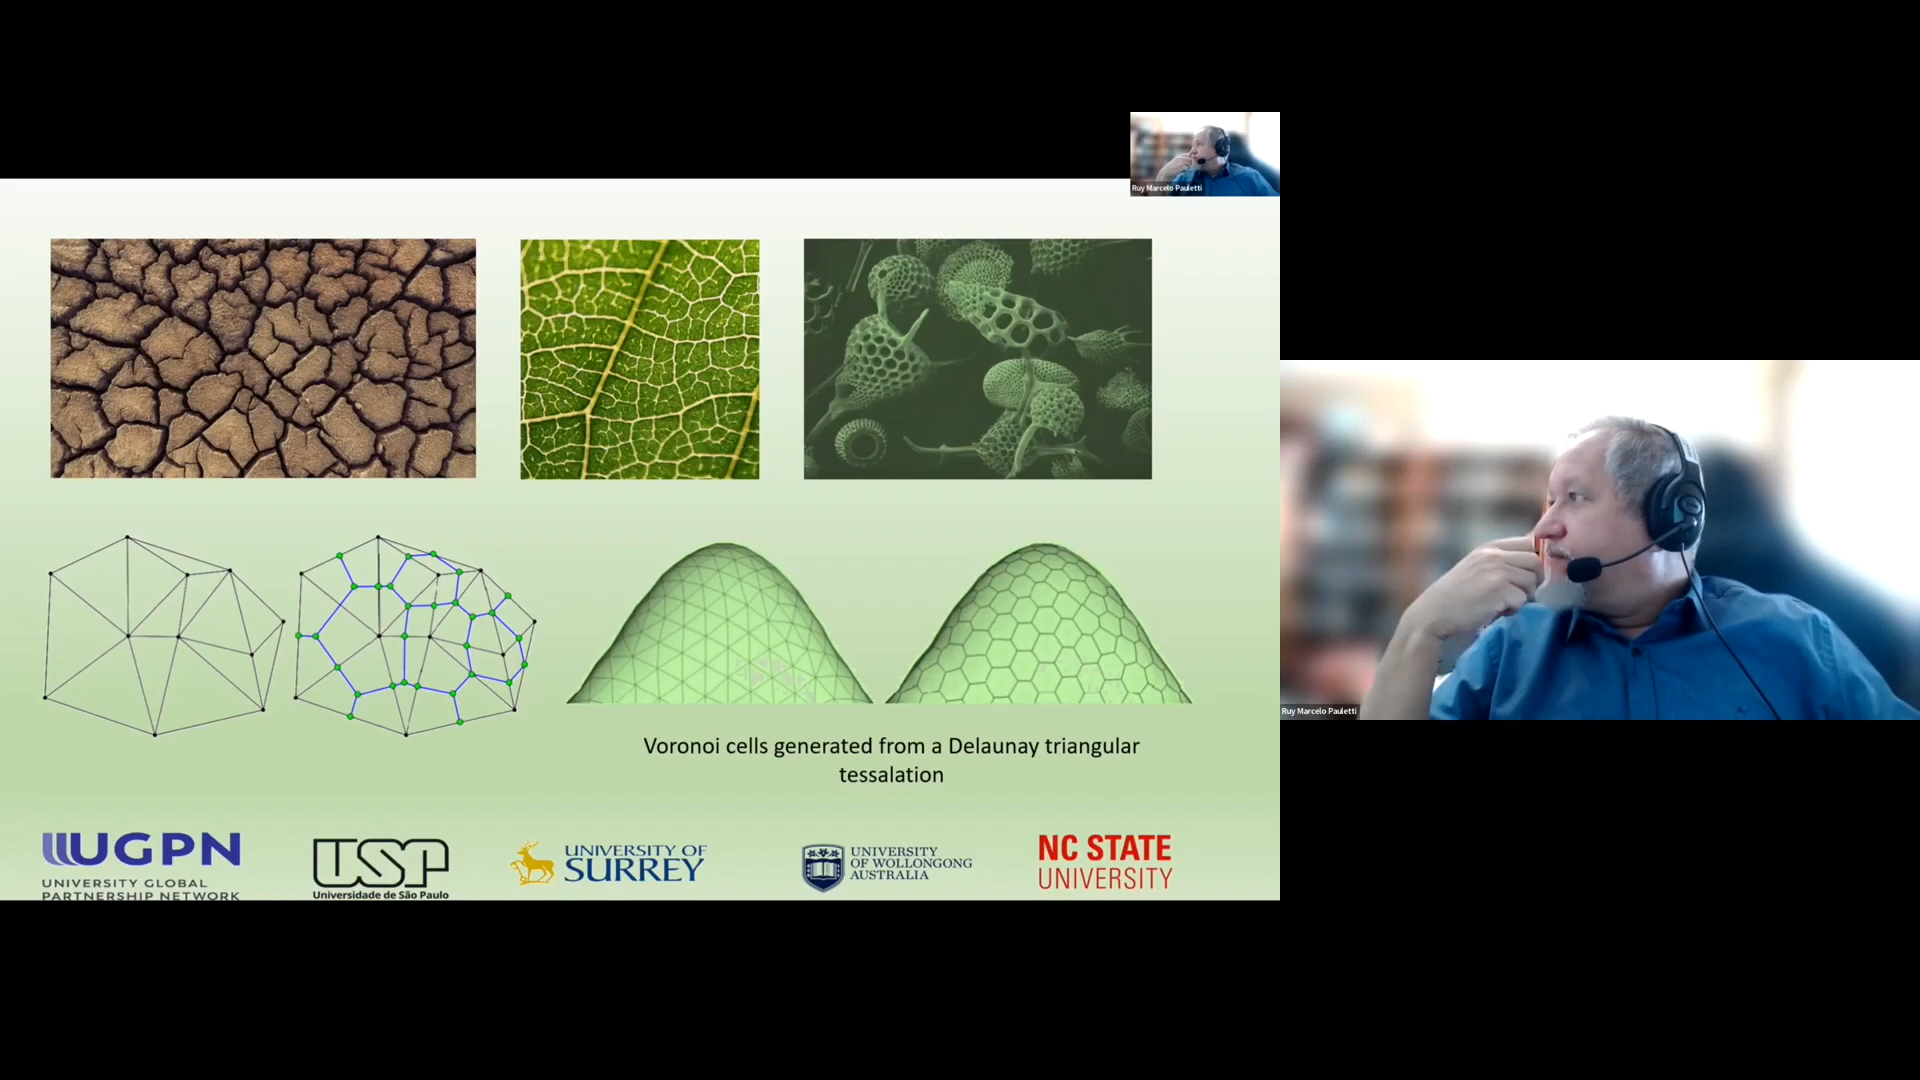 Ruy Marcelo Pauletti
Ruy Marcelo Pauletti
Voronoi cells generated from a Delaunay triangular
tessalation
UGPN
UNIVERSITY GLOBAL
PARTNERSHIP NETWORK
USP
Universidade de São Paulo
UNIVERSITY OF
SURREY
UNIVERSITY
OF WOLLONGONG
AUSTRALIA
NC STATE
UNIVERSITY